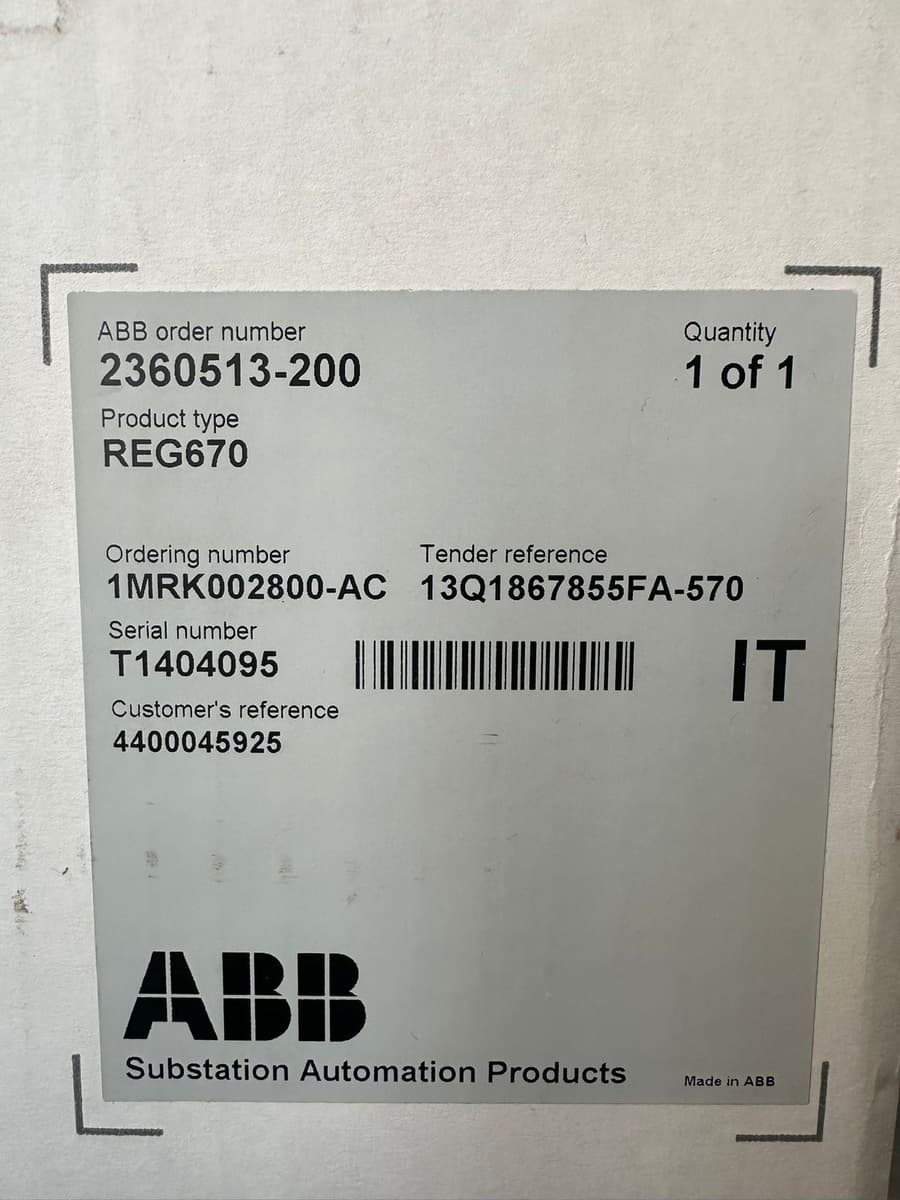 ABB order number Quantity
2360513-200 1 of 1
Product type
REG670
Ordering number Tender reference
1MRK002800-AC 13Q1867855FA-570
Serial number
T1404095 IT
Customer's reference
4400045925
ABB
Substation Automation Products Made in ABB